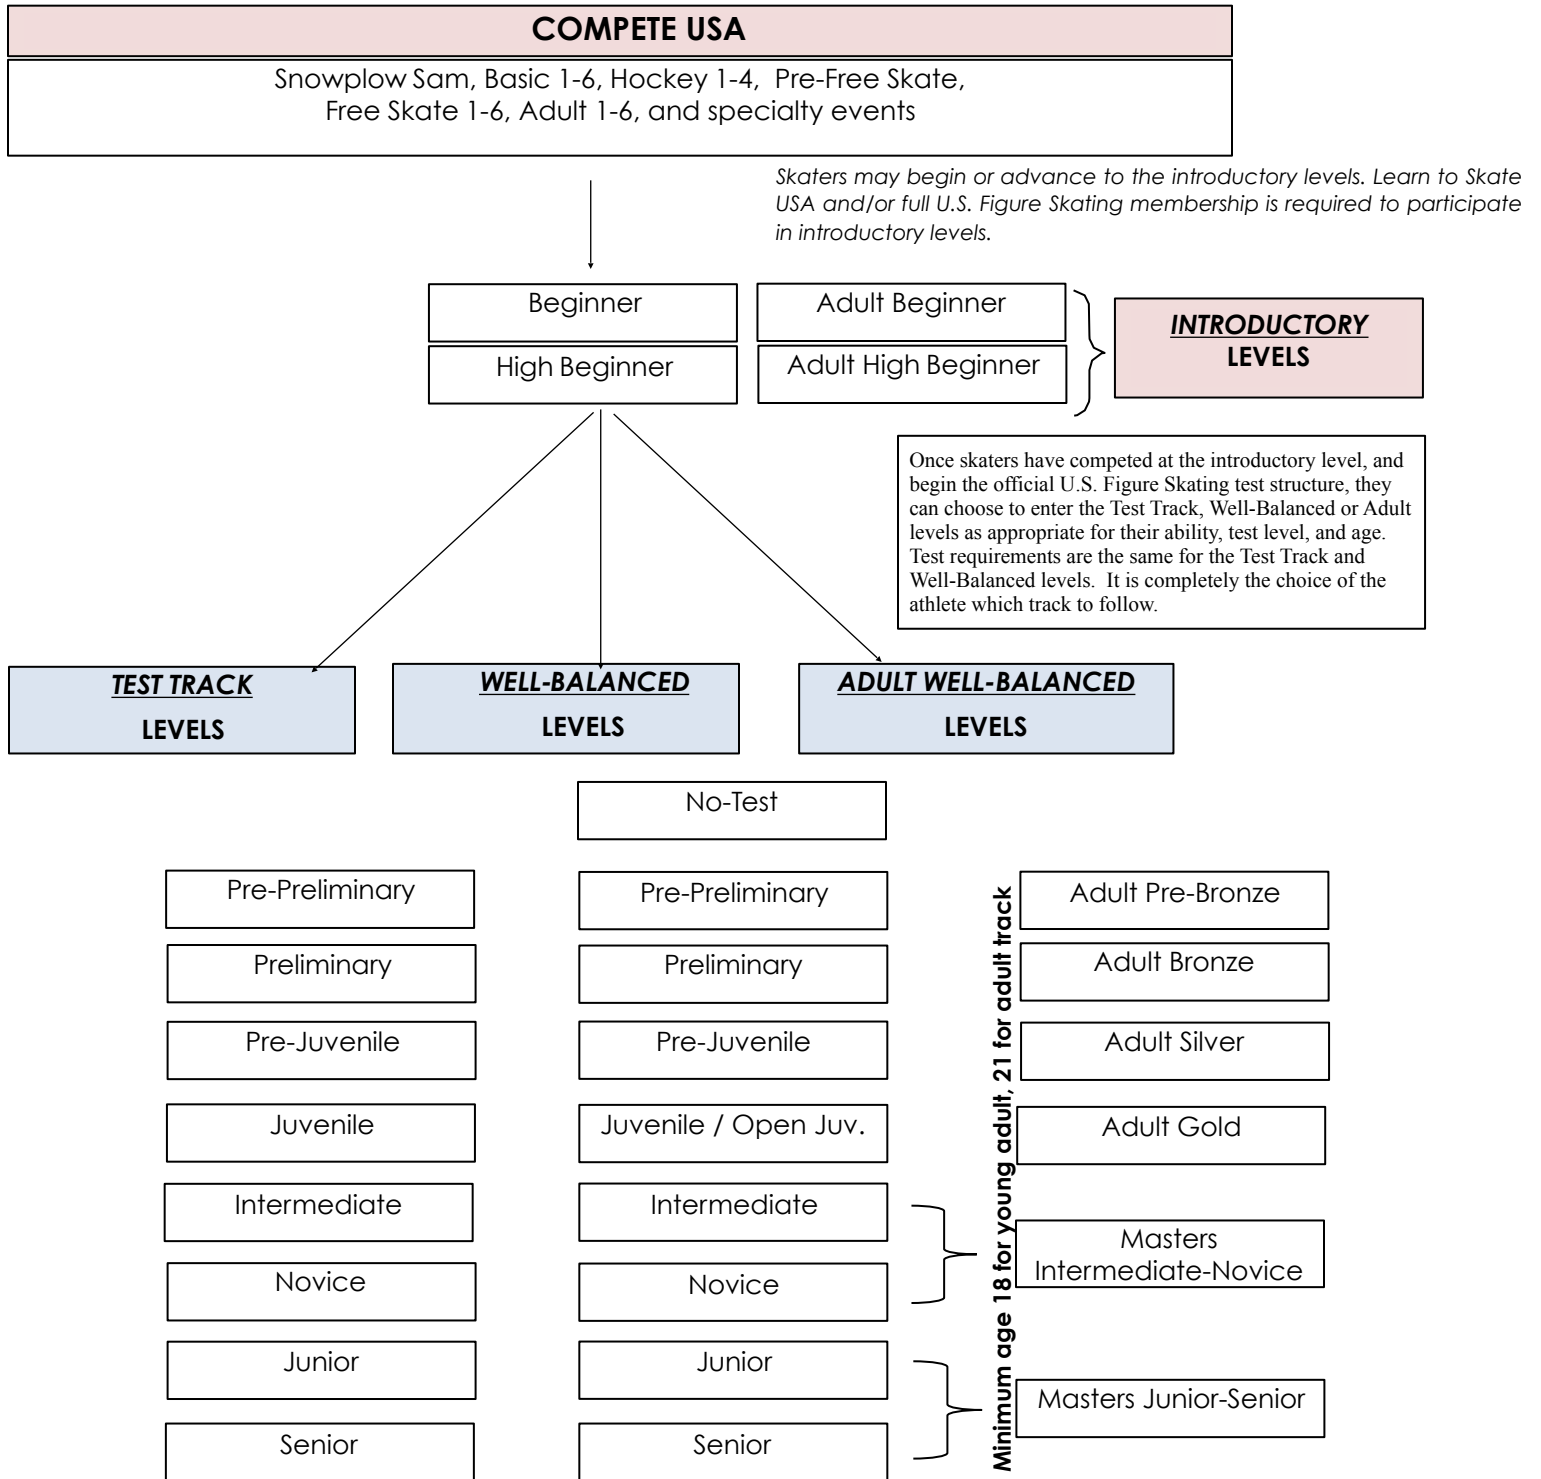 COMPETE USA
Snowplow Sam, Basic 1-6, Hockey 1-4, Pre-Free Skate,
Free Skate 1-6, Adult 1-6, and specialty events
Skaters may begin or advance to the introductory levels. Learn to Skate
USA and/or full U.S. Figure Skating membership is required to participate
in introductory levels.
Beginner
Adult Beginner
High Beginner
Adult High Beginner
INTRODUCTORY
LEVELS
Once skaters have competed at the introductory level, and
begin the official U.S. Figure Skating test structure, they
can choose to enter the Test Track, Well-Balanced or Adult
levels as appropriate for their ability, test level, and age.
Test requirements are the same for the Test Track and
Well-Balanced levels.  It is completely the choice of the
athlete which track to follow.
TEST TRACK
LEVELS
WELL-BALANCED
LEVELS
ADULT WELL-BALANCED
LEVELS
No-Test
Pre-Preliminary
Pre-Preliminary
Adult Pre-Bronze
Preliminary
Preliminary
Adult Bronze
Pre-Juvenile
Pre-Juvenile
Adult Silver
Juvenile
Juvenile / Open Juv.
Adult Gold
Intermediate
Intermediate
Masters
Intermediate-Novice
Novice
Novice
Junior
Junior
Masters Junior-Senior
Senior
Senior
Minimum age 18 for young adult, 21 for adult track